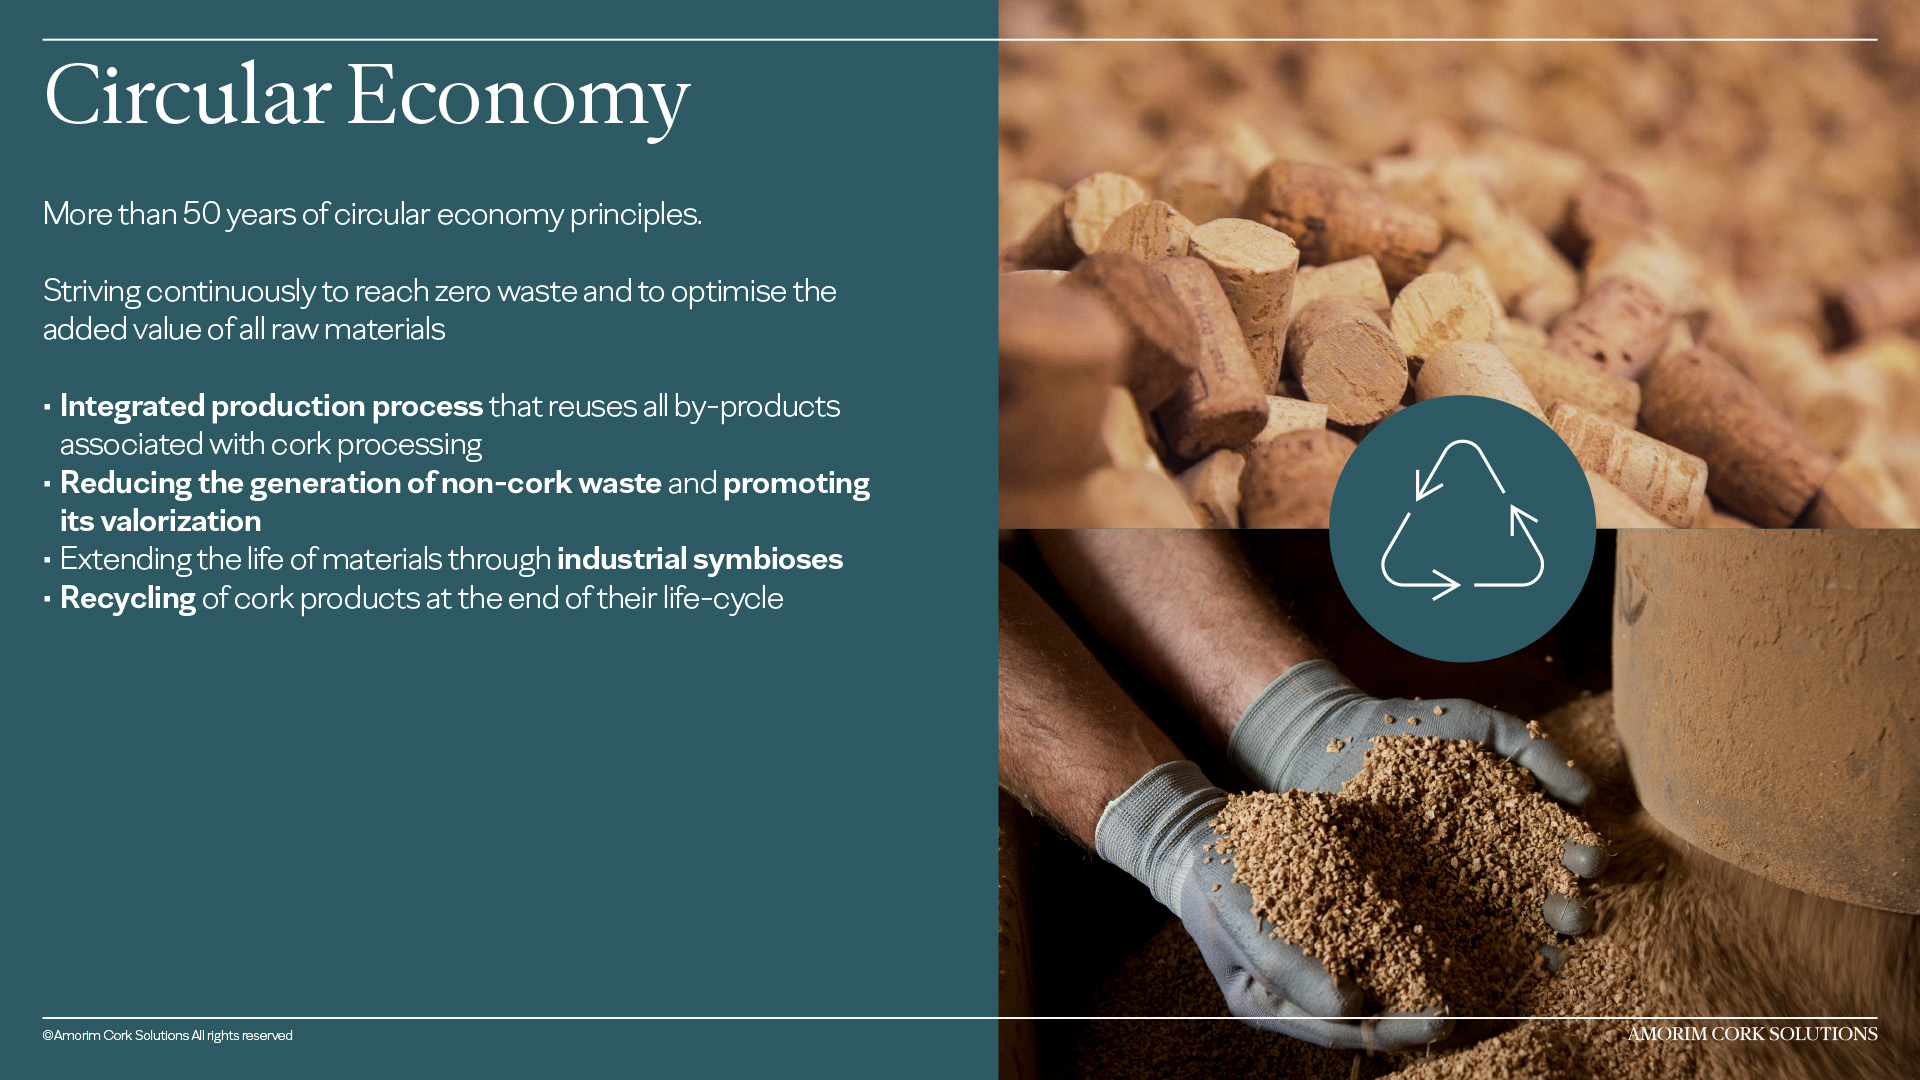 Circular Economy
More than 50 years of circular economy principles.
Striving continuously to reach zero waste and to optimise the
added value of all raw materials
▪ Integrated production process that reuses all by-products
associated with cork processing
▪ Reducing the generation of non-cork waste and promoting
its valorization
▪ Extending the life of materials through industrial symbioses
▪ Recycling of cork products at the end of their life-cycle
©Amorim Cork Solutions All rights reserved
AMORIM CORK SOLUTIONS